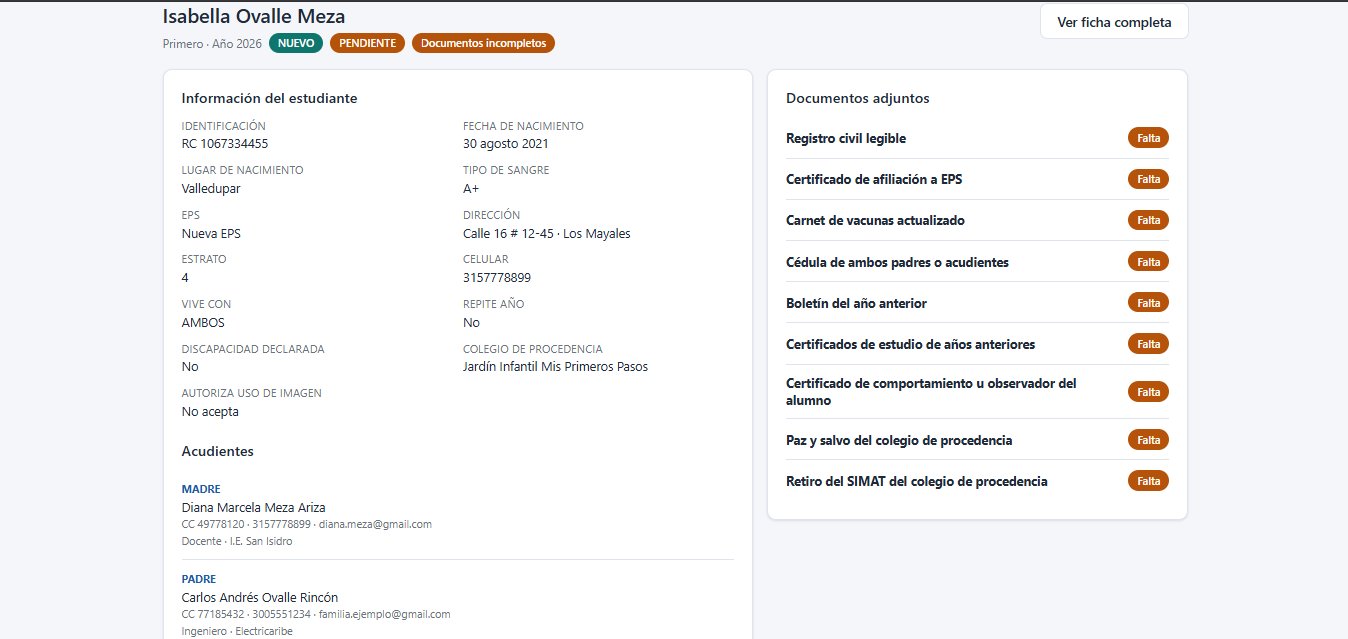 Isabella Ovalle Meza
Primero · Año 2026 NUEVO PENDIENTE Documentos incompletos
Ver ficha completa
Información del estudiante
IDENTIFICACIÓN
RC 1067334455
FECHA DE NACIMIENTO
30 agosto 2021
LUGAR DE NACIMIENTO
Valledupar
TIPO DE SANGRE
A+
EPS
Nueva EPS
DIRECCIÓN
Calle 16 # 12-45 · Los Mayales
ESTRATO
4
CELULAR
3157778899
VIVE CON
AMBOS
REPITE AÑO
No
DISCAPACIDAD DECLARADA
No
COLEGIO DE PROCEDENCIA
Jardín Infantil Mis Primeros Pasos
AUTORIZA USO DE IMAGEN
No acepta
Acudientes
MADRE
Diana Marcela Meza Ariza
CC 49778120 · 3157778899 · diana.meza@gmail.com
Docente · I.E. San Isidro
PADRE
Carlos Andrés Ovalle Rincón
CC 77185432 · 3005551234 · familia.ejemplo@gmail.com
Ingeniero · Electricaribe
Documentos adjuntos
Registro civil legible Falta
Certificado de afiliación a EPS Falta
Carnet de vacunas actualizado Falta
Cédula de ambos padres o acudientes Falta
Boletín del año anterior Falta
Certificados de estudio de años anteriores Falta
Certificado de comportamiento u observador del
alumno Falta
Paz y salvo del colegio de procedencia Falta
Retiro del SIMAT del colegio de procedencia Falta